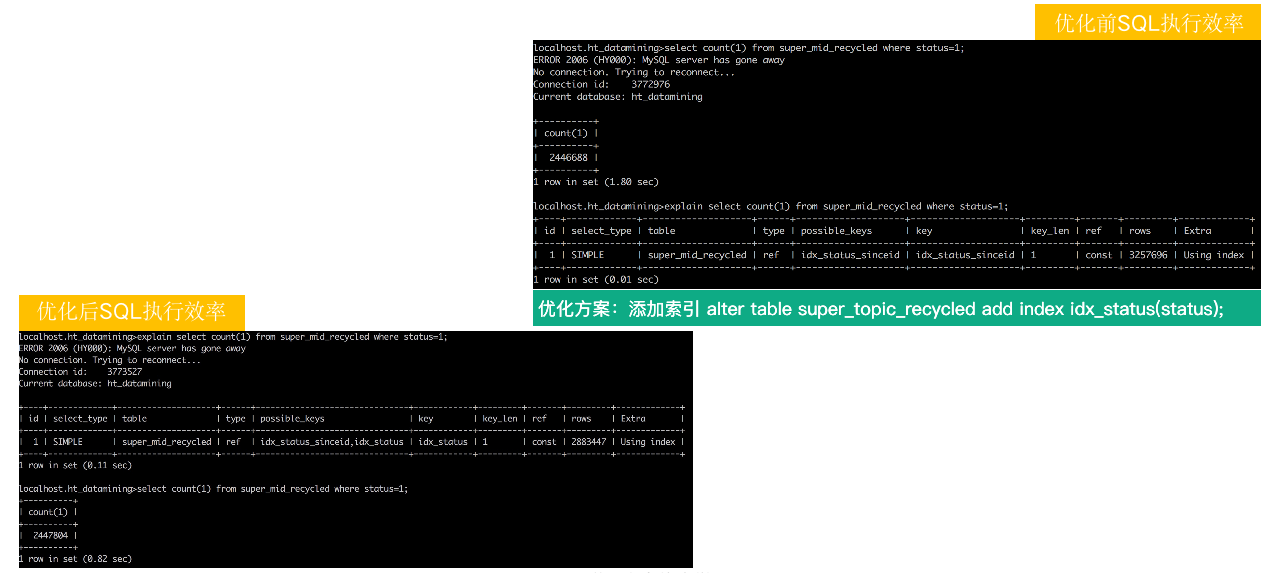 优化前SQL执行效率
localhost.ht_datamining>select count(1) from super_mid_recycled where status=1;
ERROR 2006 (HY000): MySQL server has gone away
No connection. Trying to reconnect...
Connection id:    3772976
Current database: ht_datamining
+----------+
| count(1) |
+----------+
|  2446688 |
+----------+
1 row in set (1.80 sec)
localhost.ht_datamining>explain select count(1) from super_mid_recycled where status=1;
+----+-------------+--------------------+------+--------------------+--------------------+---------+-------+---------+-------------+
| id | select_type | table              | type | possible_keys      | key                | key_len | ref   | rows    | Extra       |
+----+-------------+--------------------+------+--------------------+--------------------+---------+-------+---------+-------------+
|  1 | SIMPLE      | super_mid_recycled | ref  | idx_status_sinceid | idx_status_sinceid | 1       | const | 3257696 | Using index |
+----+-------------+--------------------+------+--------------------+--------------------+---------+-------+---------+-------------+
1 row in set (0.01 sec)
优化方案：添加索引 alter table super_topic_recycled add index idx_status(status);
优化后SQL执行效率
localhost.ht_datamining>explain select count(1) from super_mid_recycled where status=1;
ERROR 2006 (HY000): MySQL server has gone away
No connection. Trying to reconnect...
Connection id:    3773527
Current database: ht_datamining
+----+-------------+--------------------+------+-------------------------------+------------+---------+-------+---------+-------------+
| id | select_type | table              | type | possible_keys                 | key        | key_len | ref   | rows    | Extra       |
+----+-------------+--------------------+------+-------------------------------+------------+---------+-------+---------+-------------+
|  1 | SIMPLE      | super_mid_recycled | ref  | idx_status_sinceid,idx_status | idx_status | 1       | const | 2883447 | Using index |
+----+-------------+--------------------+------+-------------------------------+------------+---------+-------+---------+-------------+
1 row in set (0.11 sec)
localhost.ht_datamining>select count(1) from super_mid_recycled where status=1;
+----------+
| count(1) |
+----------+
|  2447804 |
+----------+
1 row in set (0.82 sec)